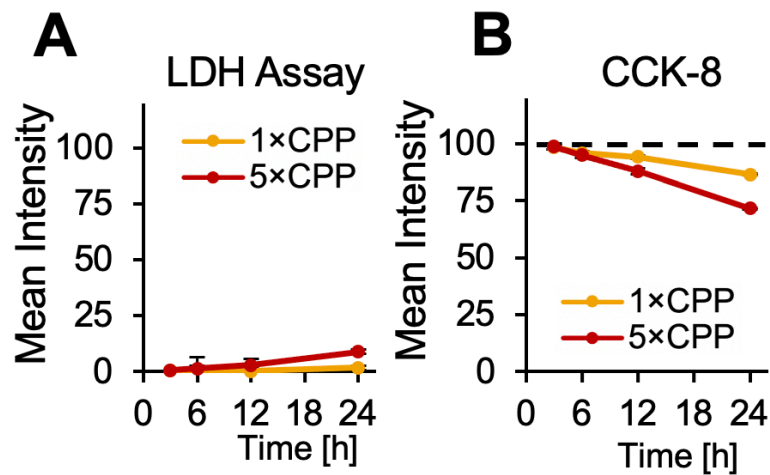 A
LDH Assay
Mean Intensity
100
75
50
25
0
1×CPP
5×CPP
0 6 12 18 24
Time [h]
B
CCK-8
Mean Intensity
100
75
50
25
0
1×CPP
5×CPP
0 6 12 18 24
Time [h]